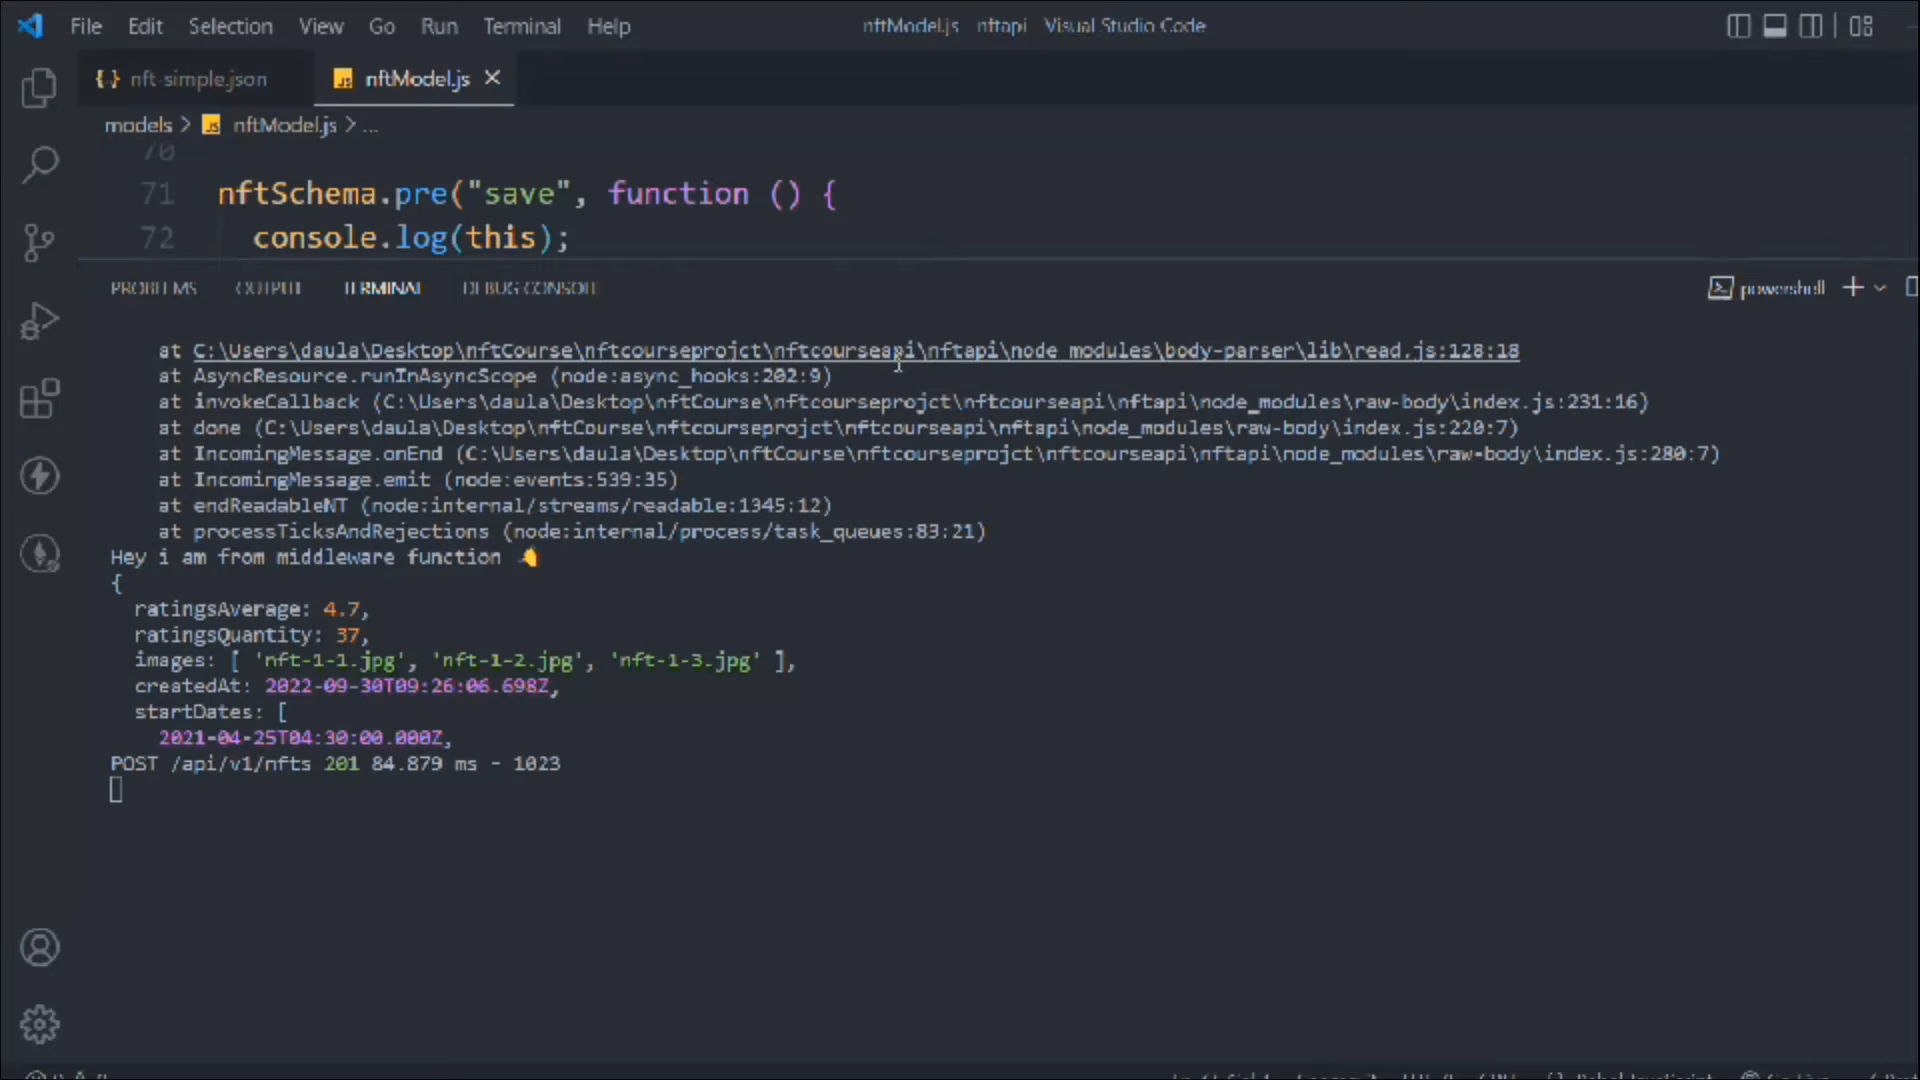 File Edit Selection View Go Run Terminal Help nftModel.js nftapi Visual Studio Code
nft-simple.json nftModel.js
models > nftModel.js > ...
70
71 nftSchema.pre("save", function () {
72 console.log(this);
PROBLEMS OUTPUT TERMINAL DEBUG CONSOLE powershell
at C:\Users\daula\Desktop\nftCourse\nftcourseprojct\nftcourseapi\nftapi\node_modules\body-parser\lib\read.js:128:18
at AsyncResource.runInAsyncScope (node:async_hooks:202:9)
at invokeCallback (C:\Users\daula\Desktop\nftCourse\nftcourseprojct\nftcourseapi\nftapi\node_modules\raw-body\index.js:231:16)
at done (C:\Users\daula\Desktop\nftCourse\nftcourseprojct\nftcourseapi\nftapi\node_modules\raw-body\index.js:220:7)
at IncomingMessage.onEnd (C:\Users\daula\Desktop\nftCourse\nftcourseprojct\nftcourseapi\nftapi\node_modules\raw-body\index.js:280:7)
at IncomingMessage.emit (node:events:539:35)
at endReadableNT (node:internal/streams/readable:1345:12)
at processTicksAndRejections (node:internal/process/task_queues:83:21)
Hey i am from middleware function 👇
{
ratingsAverage: 4.7,
ratingsQuantity: 37,
images: [ 'nft-1-1.jpg', 'nft-1-2.jpg', 'nft-1-3.jpg' ],
createdAt: 2022-09-30T09:26:06.698Z,
startDates: [
2021-04-25T04:30:00.000Z,
POST /api/v1/nfts 201 84.879 ms - 1023